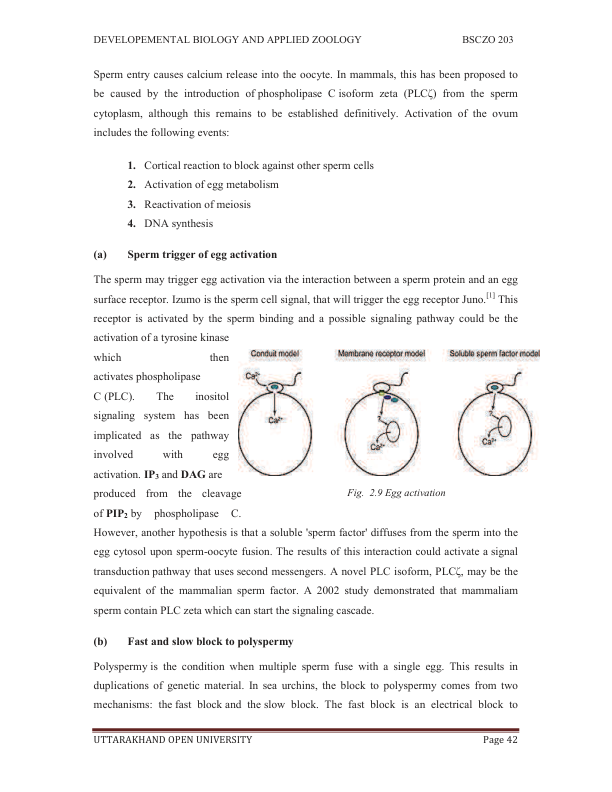 DEVELOPEMENTAL BIOLOGY AND APPLIED ZOOLOGY BSCZO 203
Sperm entry causes calcium release into the oocyte. In mammals, this has been proposed to
be caused by the introduction of phospholipase C isoform zeta (PLCζ) from the sperm
cytoplasm, although this remains to be established definitively. Activation of the ovum
includes the following events:
1. Cortical reaction to block against other sperm cells
2. Activation of egg metabolism
3. Reactivation of meiosis
4. DNA synthesis
(a) Sperm trigger of egg activation
The sperm may trigger egg activation via the interaction between a sperm protein and an egg
surface receptor. Izumo is the sperm cell signal, that will trigger the egg receptor Juno.[1] This
receptor is activated by the sperm binding and a possible signaling pathway could be the
activation of a tyrosine kinase
which then
activates phospholipase
C (PLC). The inositol
signaling system has been
implicated as the pathway
involved with egg
activation. IP3 and DAG are
produced from the cleavage
of PIP2 by phospholipase C.
Conduit model Membrane receptor model Soluble sperm factor model
Ca2+
?
?
Ca2+
Ca2+
Ca2+
Fig. 2.9 Egg activation
However, another hypothesis is that a soluble 'sperm factor' diffuses from the sperm into the
egg cytosol upon sperm-oocyte fusion. The results of this interaction could activate a signal
transduction pathway that uses second messengers. A novel PLC isoform, PLCζ, may be the
equivalent of the mammalian sperm factor. A 2002 study demonstrated that mammaliam
sperm contain PLC zeta which can start the signaling cascade.
(b) Fast and slow block to polyspermy
Polyspermy is the condition when multiple sperm fuse with a single egg. This results in
duplications of genetic material. In sea urchins, the block to polyspermy comes from two
mechanisms: the fast block and the slow block. The fast block is an electrical block to
UTTARAKHAND OPEN UNIVERSITY Page 42